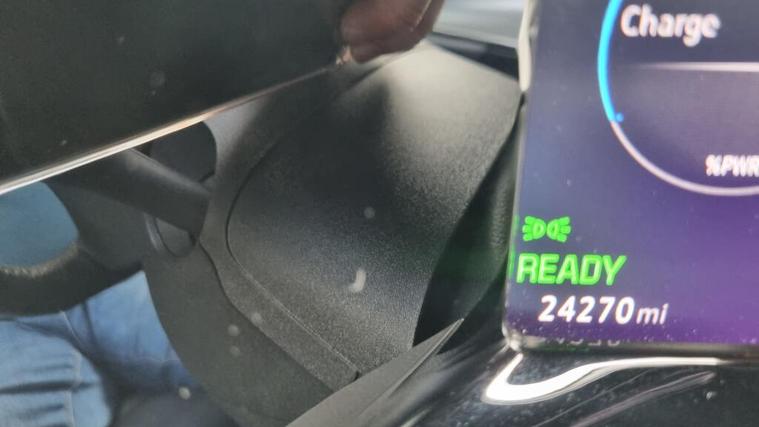 Charge
%PWR
READY
24270 mi